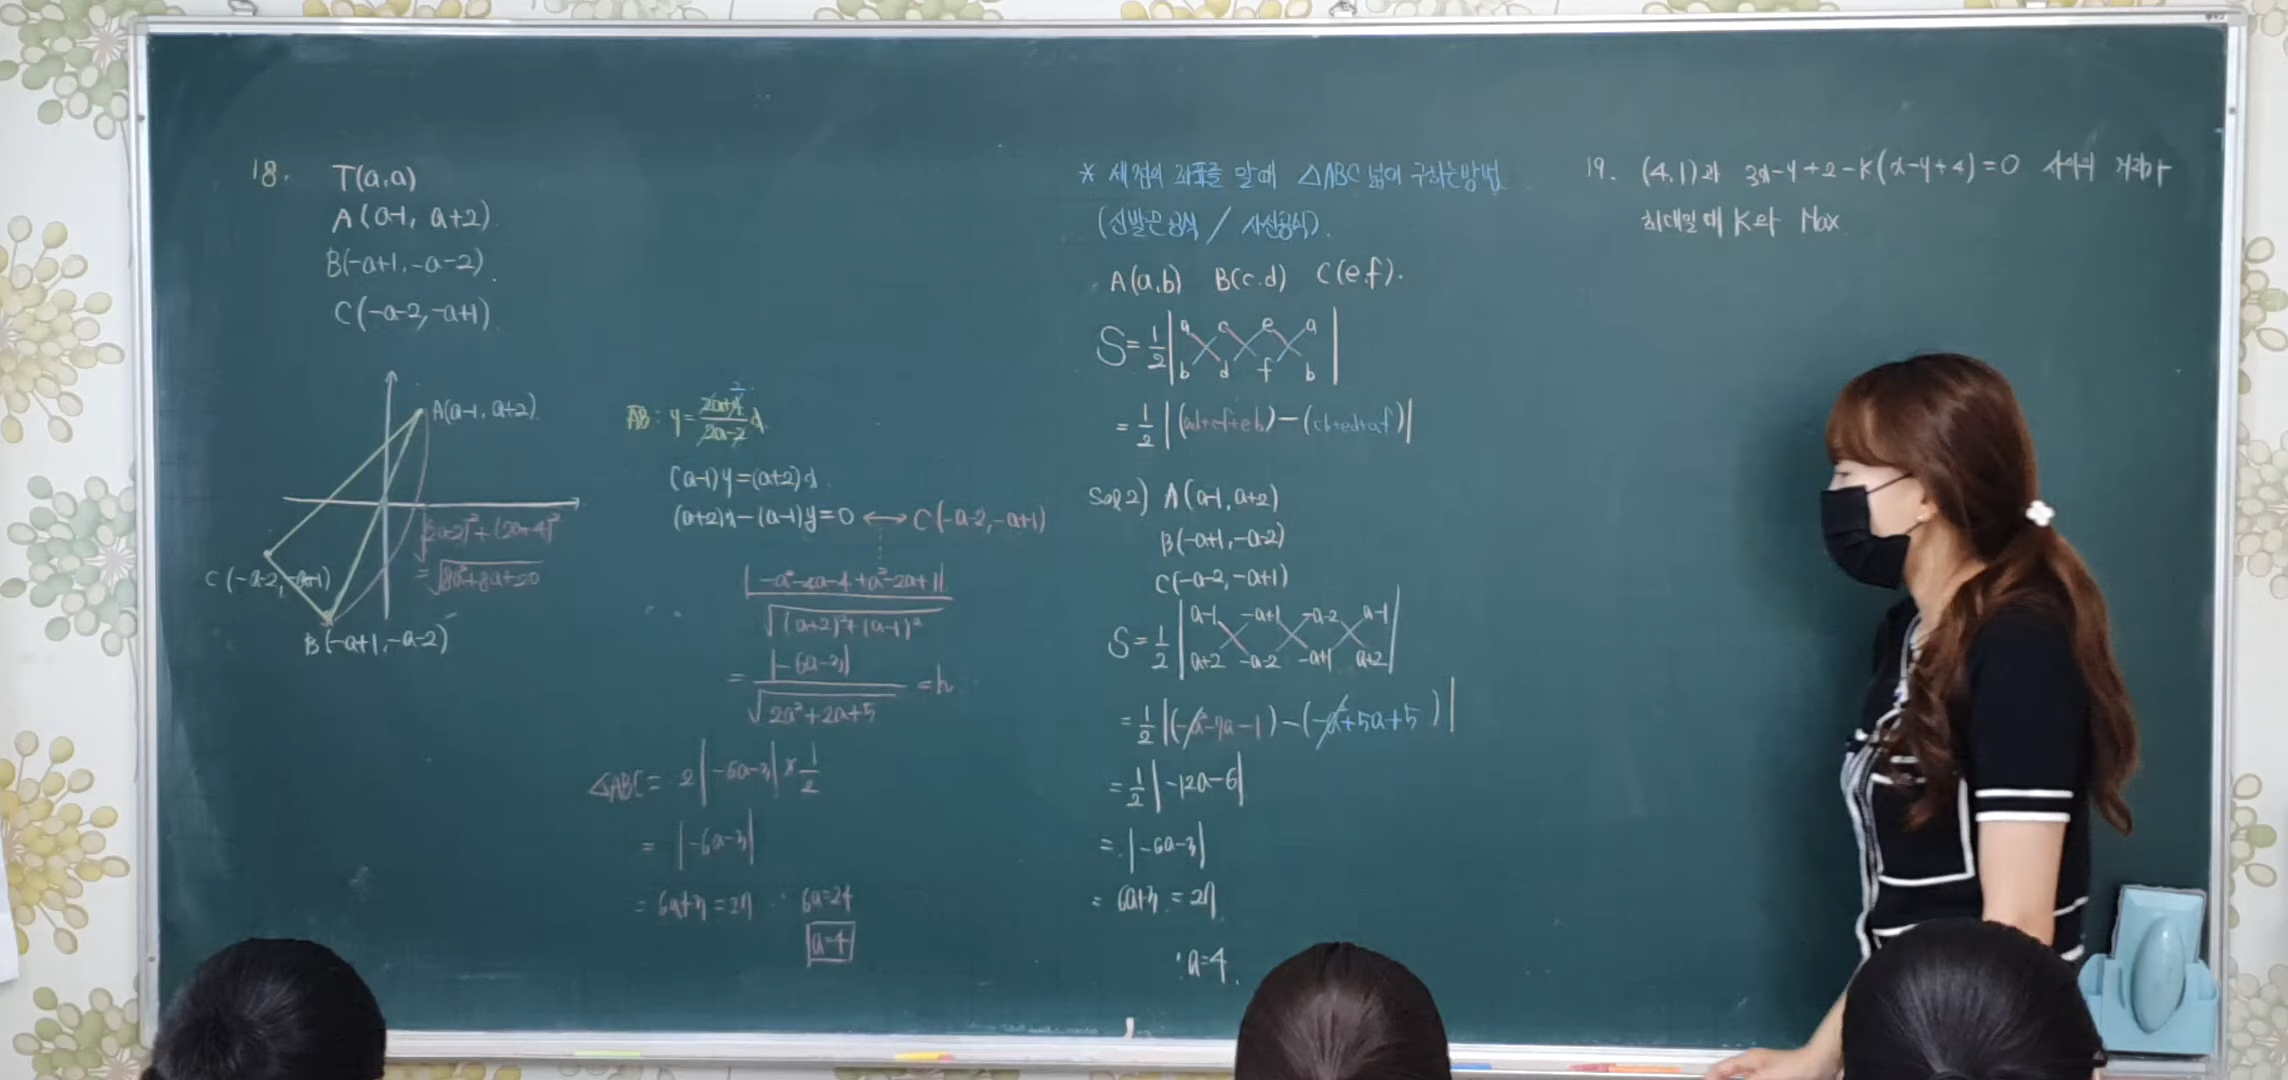 18. T(a,a)
A(a-1, a+2)
B(-a+1, -a-2)
C(-a-2, -a+1)
A(a-1, a+2)
C(-a-2, -a+1)
B(-a+1, -a-2)
√(2a-2)²+(2a+4)²
=√8a²+8a+20
AB: y=2a+4/2a-2 x
2
(a-1)y=(a+2)x
(a+2)x-(a-1)y=0 ↔ C(-a-2, -a+1)
|-a²-4a-4+a²-2a+1|
√(a+2)²+(a-1)²
= |-6a-3| / √2a²+2a+5 =h
△ABC= 2|-6a-3|×1/2
= |-6a-3|
= 6a+3=27 6a=24
a=4
* 세 점의 좌표를 알때 △ABC 넓이 구하는방법
(신발끈공식 / 사선공식).
A(a,b) B(c,d) C(e,f).
S=1/2| a c e a
b d f b |
=1/2|(ad+cf+eb)-(cb+ed+af)|
Sol 2) A(a-1, a+2)
B(-a+1, -a-2)
C(-a-2, -a+1)
S=1/2| a-1 -a+1 -a-2 a-1
a+2 -a-2 -a+1 a+2 |
=1/2|(-a²-7a-1)-(-a²+5a+5)|
=1/2|-12a-6|
=|-6a-3|
= 6a+3=27
∴a=4.
19. (4,1)과 3x-y+2-k(x-y+4)=0 사이의 거리가
최대일 때 K와 Max